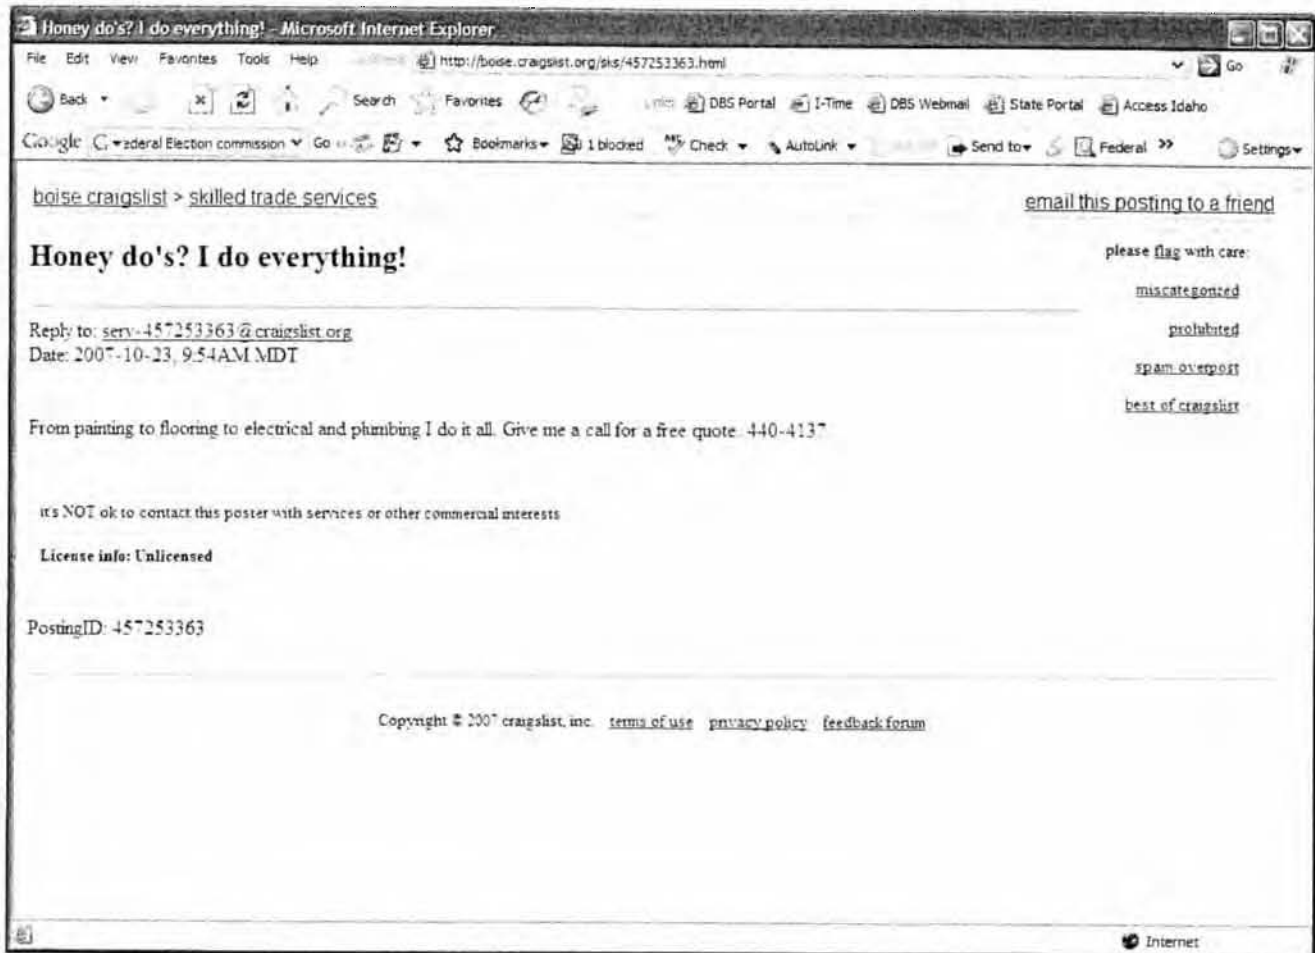 Honey do's? I do everything! - Microsoft Internet Explorer
File Edit View Favorites Tools Help http://boise.craigslist.org/sks/457253363.html Go
Back Search Favorites DBS Portal I-Time DBS Webmail State Portal Access Idaho
Google Election commission Go Bookmarks 1 blocked Check AutoLink Send to Federal >> Settings
boise craigslist > skilled trade services
email this posting to a friend
Honey do's? I do everything!
please flag with care:
miscategorized
prohibited
spam overpost
best of craigslist
Reply to: serv-457253363@craigslist.org
Date: 2007-10-23, 9:54AM MDT
From painting to flooring to electrical and plumbing I do it all. Give me a call for a free quote. 440-4137
it's NOT ok to contact this poster with services or other commercial interests
License info: Unlicensed
PostingID: 457253363
Copyright © 2007 craigslist, inc. terms of use privacy policy feedback forum
Internet